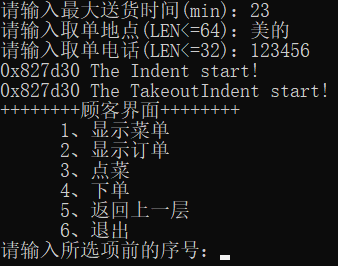 请输入最大送货时间(min): 23
请输入取单地点(LEN<=64): 美的
请输入取单电话(LEN<=32): 123456
0x827d30 The Indent start!
0x827d30 The TakeoutIndent start!
++++++++顾客界面++++++++
1、显示菜单
2、显示订单
3、点菜
4、下单
5、返回上一层
6、退出
请输入所选项前的序号: